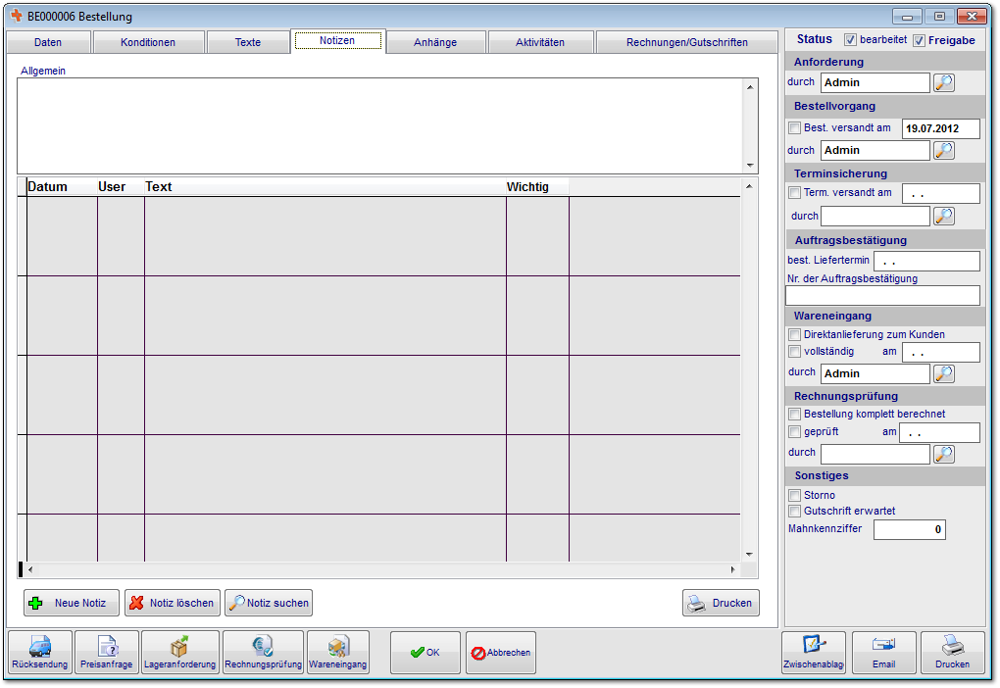 BE000006 Bestellung
Daten Konditionen Texte Notizen Anhänge Aktivitäten Rechnungen/Gutschriften
Allgemein
Datum User Text Wichtig
Neue Notiz Notiz löschen Notiz suchen Drucken
Status bearbeitet Freigabe
Anforderung
durch Admin
Bestellvorgang
Best. versandt am 19.07.2012
durch Admin
Terminsicherung
Term. versandt am . .
durch
Auftragsbestätigung
best. Liefertermin . .
Nr. der Auftragsbestätigung
Wareneingang
Direktanlieferung zum Kunden
vollständig am . .
durch Admin
Rechnungsprüfung
Bestellung komplett berechnet
geprüft am . .
durch
Sonstiges
Storno
Gutschrift erwartet
Mahnkennziffer 0
Rücksendung Preisanfrage Lageranforderung Rechnungsprüfung Wareneingang OK Abbrechen Zwischenablag Email Drucken